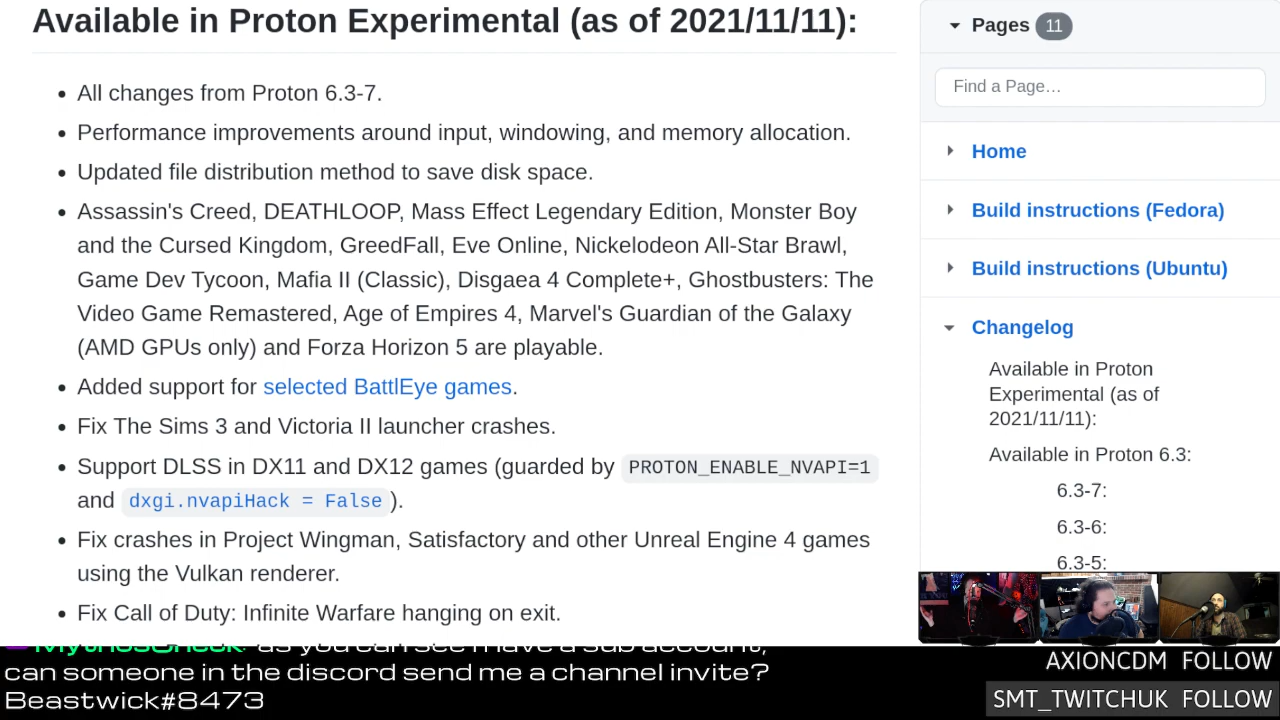 Available in Proton Experimental (as of 2021/11/11):
All changes from Proton 6.3-7.
Performance improvements around input, windowing, and memory allocation.
Updated file distribution method to save disk space.
Assassin's Creed, DEATHLOOP, Mass Effect Legendary Edition, Monster Boy
and the Cursed Kingdom, GreedFall, Eve Online, Nickelodeon All-Star Brawl,
Game Dev Tycoon, Mafia II (Classic), Disgaea 4 Complete+, Ghostbusters: The
Video Game Remastered, Age of Empires 4, Marvel's Guardian of the Galaxy
(AMD GPUs only) and Forza Horizon 5 are playable.
Added support for selected BattlEye games.
Fix The Sims 3 and Victoria II launcher crashes.
Support DLSS in DX11 and DX12 games (guarded by PROTON_ENABLE_NVAPI=1
and dxgi.nvapiHack = False ).
Fix crashes in Project Wingman, Satisfactory and other Unreal Engine 4 games
using the Vulkan renderer.
Fix Call of Duty: Infinite Warfare hanging on exit.
Pages 11
Find a Page…
Home
Build instructions (Fedora)
Build instructions (Ubuntu)
Changelog
Available in Proton
Experimental (as of
2021/11/11):
Available in Proton 6.3:
6.3-7:
6.3-6:
6.3-5:
as you can see I have a sub account,
can someone in the discord send me a channel invite?
Beastwick#8473
AXIONCDM FOLLOW
SMT_TWITCHUK FOLLOW